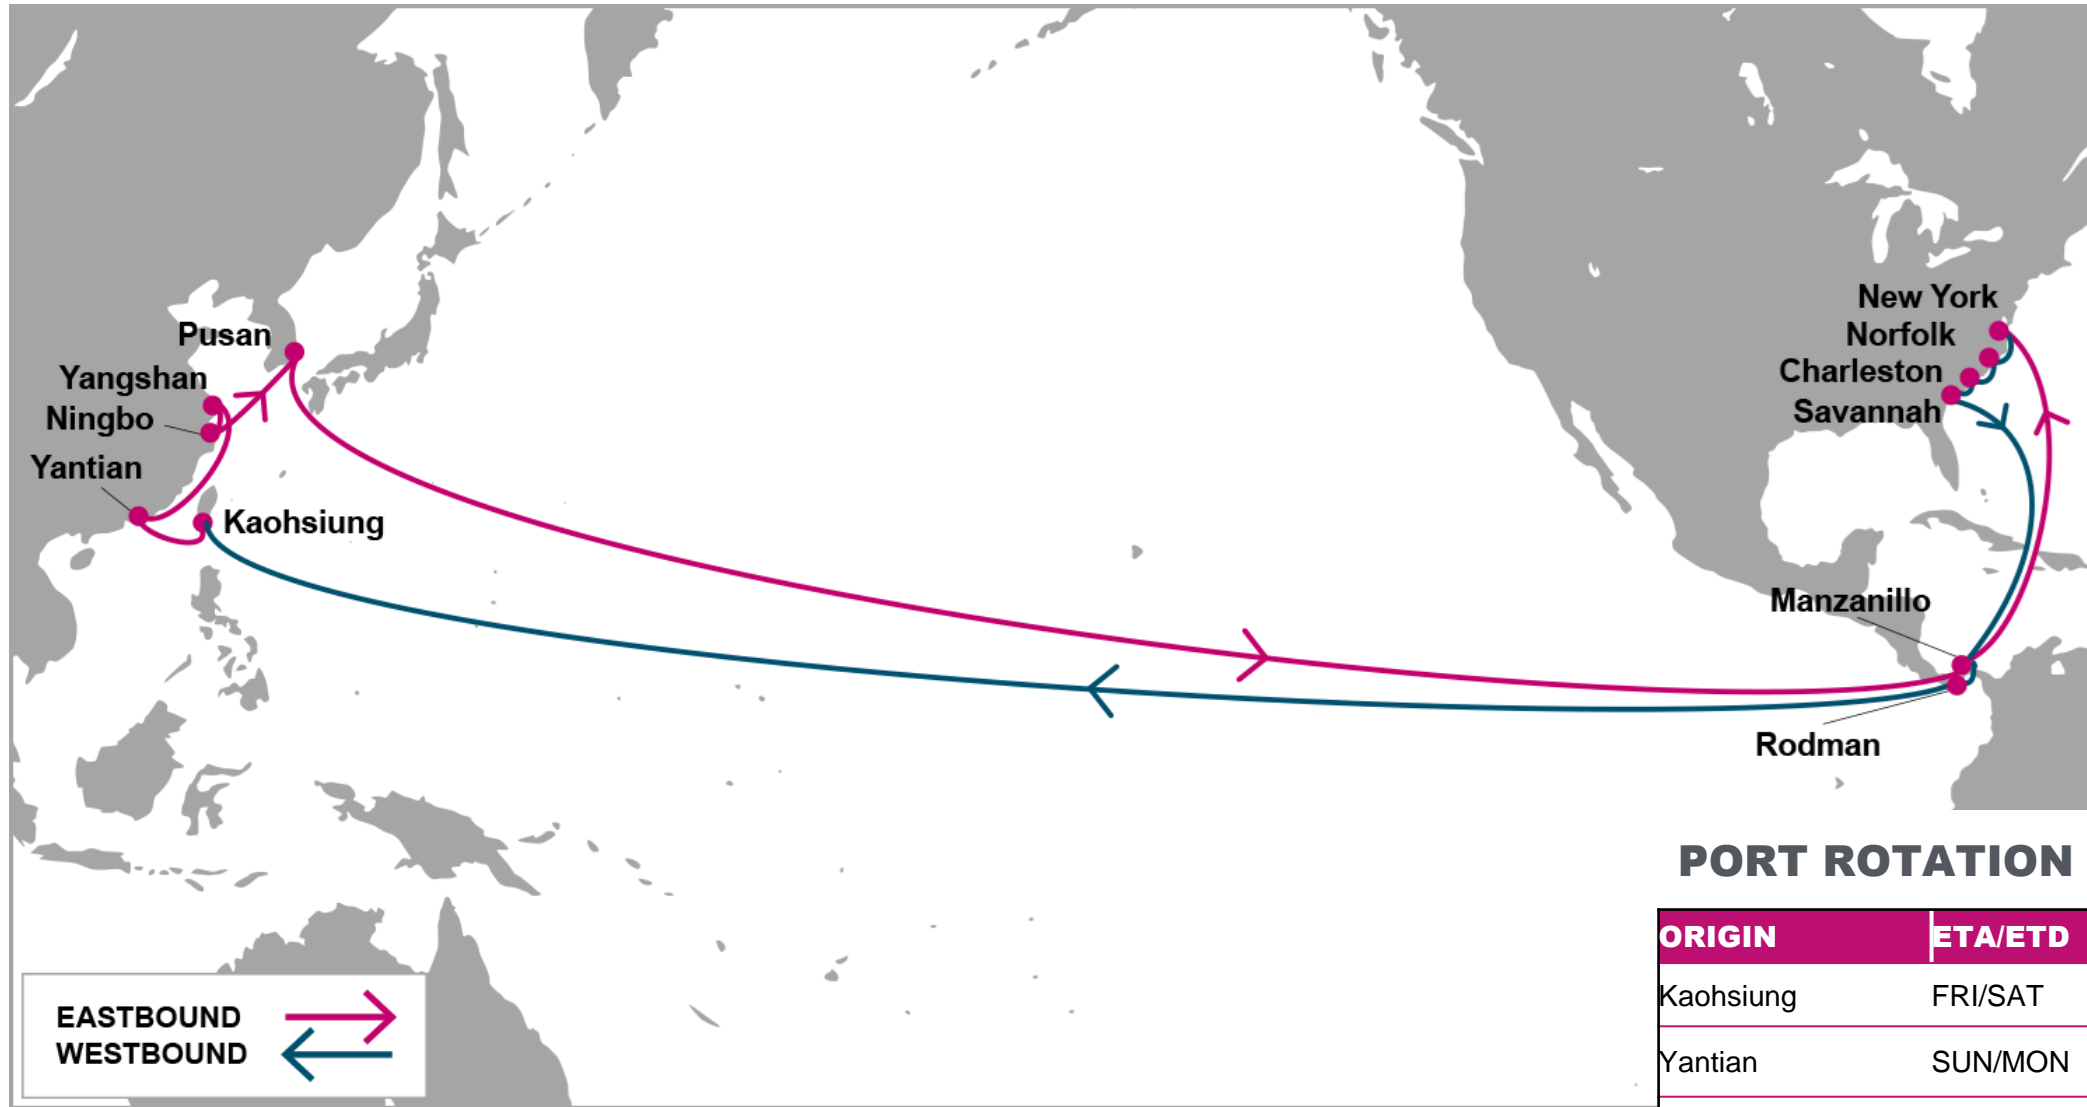 New York
Norfolk
Pusan
Charleston
Yangshan
Savannah
Ningbo
Yantian
Kaohsiung
Manzanillo
Rodman
PORT ROTATION
ORIGIN ETA/ETD
Kaohsiung FRI/SAT
Yantian SUN/MON
EASTBOUND
WESTBOUND